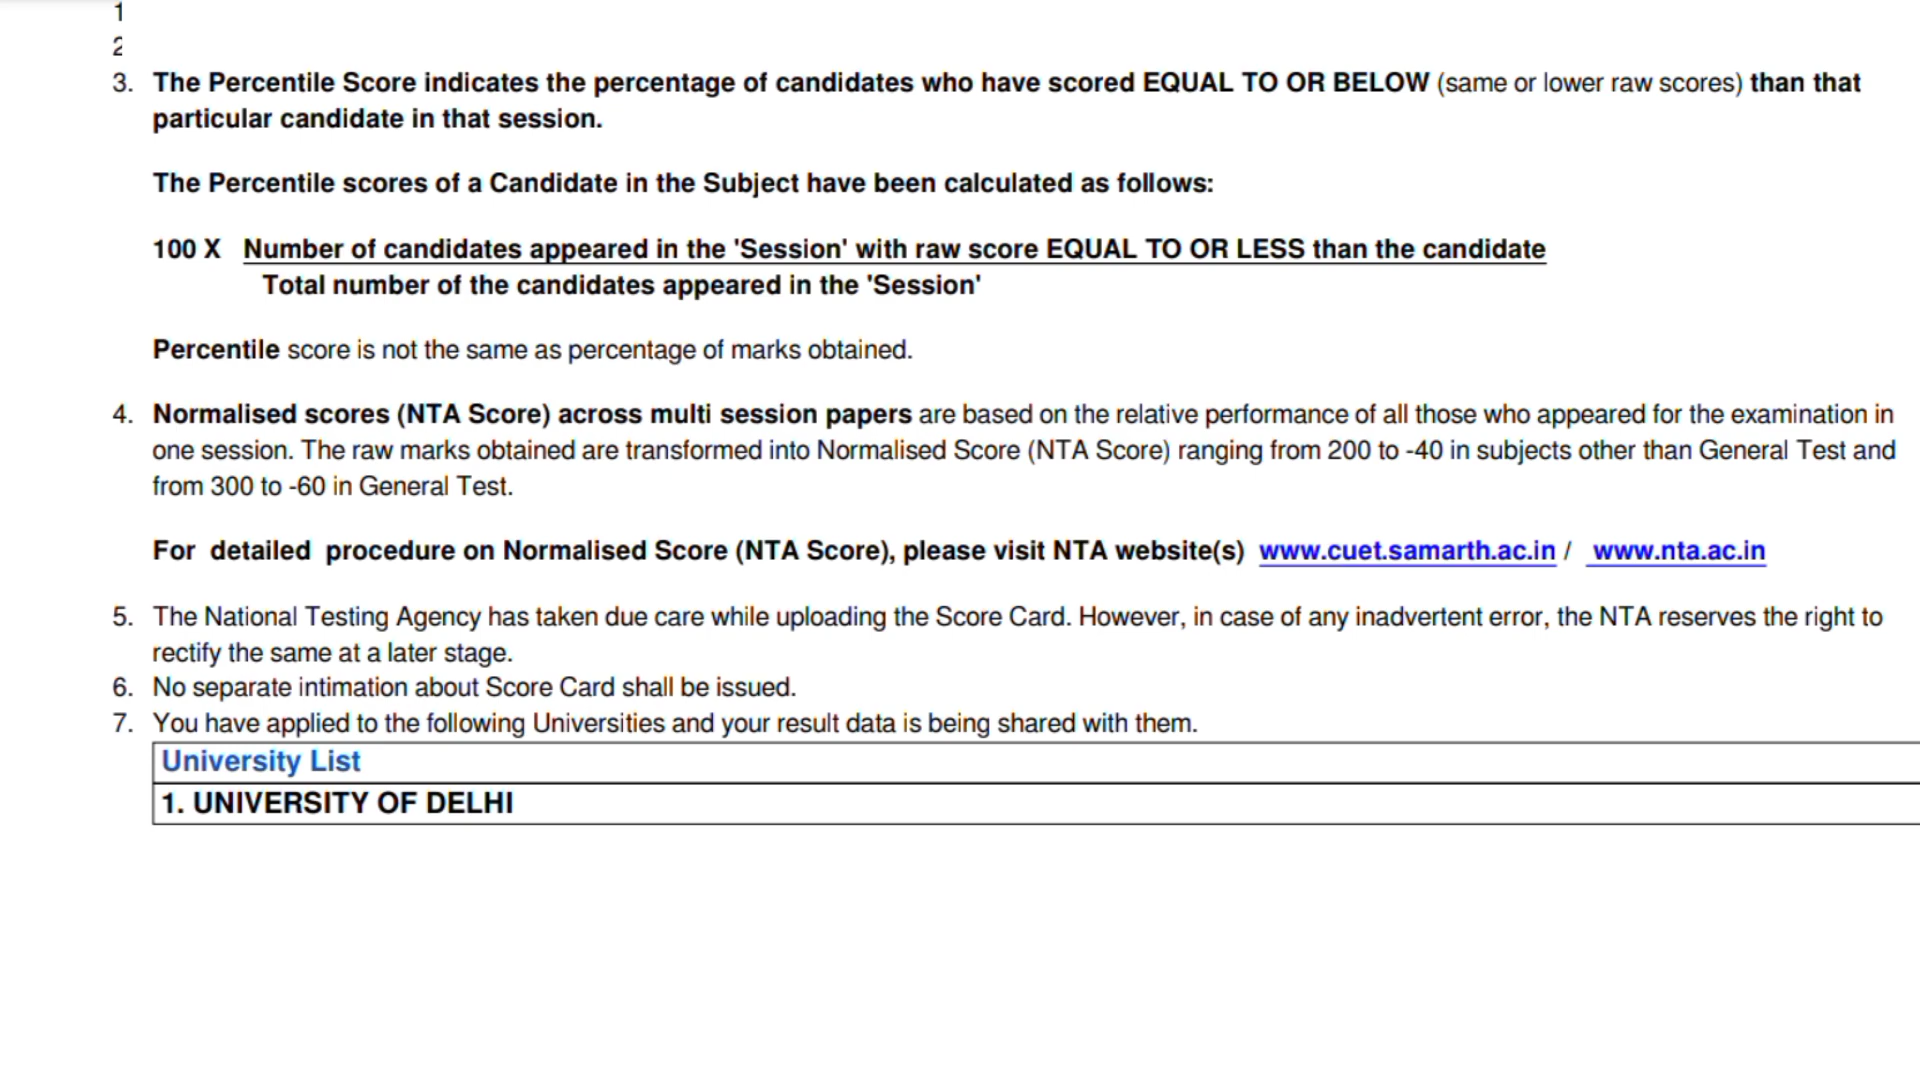 1
2
3. The Percentile Score indicates the percentage of candidates who have scored EQUAL TO OR BELOW (same or lower raw scores) than that
particular candidate in that session.
The Percentile scores of a Candidate in the Subject have been calculated as follows:
100 X Number of candidates appeared in the 'Session' with raw score EQUAL TO OR LESS than the candidate
Total number of the candidates appeared in the 'Session'
Percentile score is not the same as percentage of marks obtained.
4. Normalised scores (NTA Score) across multi session papers are based on the relative performance of all those who appeared for the examination in
one session. The raw marks obtained are transformed into Normalised Score (NTA Score) ranging from 200 to -40 in subjects other than General Test and
from 300 to -60 in General Test.
For detailed procedure on Normalised Score (NTA Score), please visit NTA website(s) www.cuet.samarth.ac.in / www.nta.ac.in
5. The National Testing Agency has taken due care while uploading the Score Card. However, in case of any inadvertent error, the NTA reserves the right to
rectify the same at a later stage.
6. No separate intimation about Score Card shall be issued.
7. You have applied to the following Universities and your result data is being shared with them.
University List
1. UNIVERSITY OF DELHI